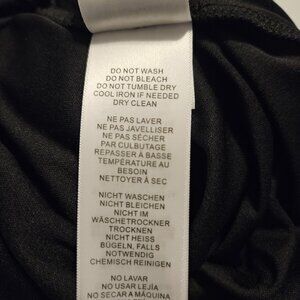 DO NOT WASH
DO NOT BLEACH
DO NOT TUMBLE DRY
COOL IRON IF NEEDED
DRY CLEAN
NE PAS LAVER
NE PAS JAVELLISER
NE PAS SÉCHER
PAR CULBUTAGE
REPASSER À BASSE
TEMPÉRATURE AU
BESOIN
NETTOYER À SEC
NICHT WASCHEN
NICHT BLEICHEN
NICHT IM
WÄSCHETROCKNER
TROCKNEN
NICHT HEISS
BÜGELN, FALLS
NOTWENDIG
CHEMISCH REINIGEN
NO LAVAR
NO USAR LEJÍA
NO SECAR A MÁQUINA